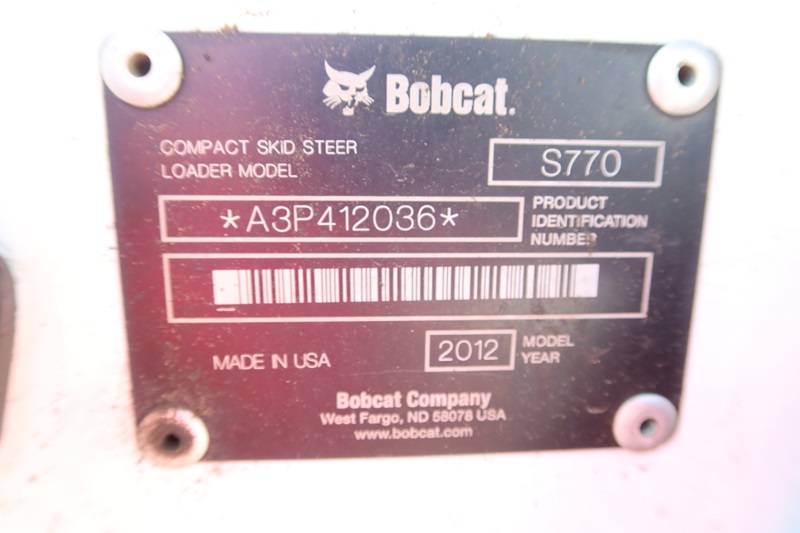 Bobcat.
COMPACT SKID STEER
LOADER MODEL
S770
*A3P412036*
PRODUCT
IDENTIFICATION
NUMBER
MADE IN USA
2012
MODEL
YEAR
Bobcat Company
West Fargo, ND 58078 USA
www.bobcat.com